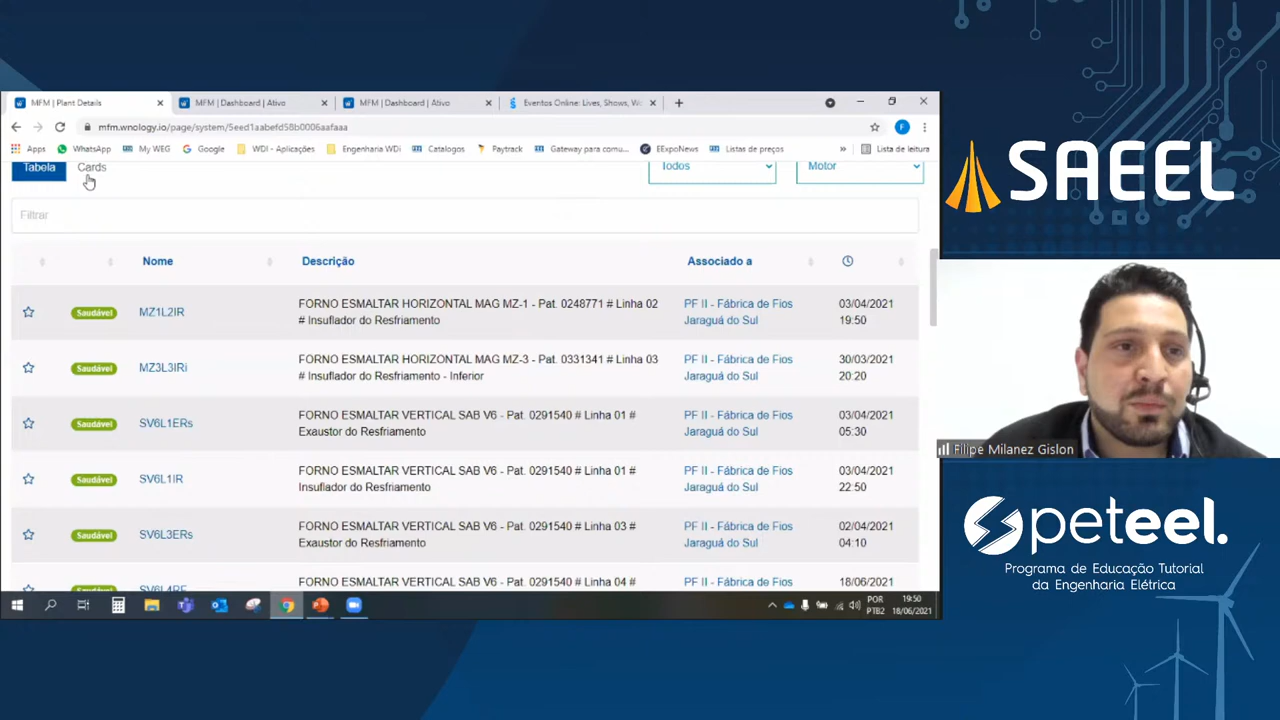 MFM | Plant Details
MFM | Dashboard | Ativo
MFM | Dashboard | Ativo
Eventos Online: Lives, Shows, Wo
mfm.wnology.io/page/system/5eed1aabefd58b0006aafaaa
F
Apps
WhatsApp
My WEG
Google
WDI - Aplicações
Engenharia WDI
Catalogos
Paytrack
Gateway para comu...
EExpoNews
Listas de preços
»
Lista de leitura
Tabela
Cards
Todos
Motor
Filtrar
Nome
Descrição
Associado a
Saudável
MZ1L2IR
FORNO ESMALTAR HORIZONTAL MAG MZ-1 - Pat. 0248771 # Linha 02
# Insuflador do Resfriamento
PF II - Fábrica de Fios
Jaraguá do Sul
03/04/2021
19:50
Saudável
MZ3L3IRi
FORNO ESMALTAR HORIZONTAL MAG MZ-3 - Pat. 0331341 # Linha 03
# Insuflador do Resfriamento - Inferior
PF II - Fábrica de Fios
Jaraguá do Sul
30/03/2021
20:20
Saudável
SV6L1ERs
FORNO ESMALTAR VERTICAL SAB V6 - Pat. 0291540 # Linha 01 #
Exaustor do Resfriamento
PF II - Fábrica de Fios
Jaraguá do Sul
03/04/2021
05:30
Saudável
SV6L1IR
FORNO ESMALTAR VERTICAL SAB V6 - Pat. 0291540 # Linha 01 #
Insuflador do Resfriamento
PF II - Fábrica de Fios
Jaraguá do Sul
03/04/2021
22:50
Saudável
SV6L3ERs
FORNO ESMALTAR VERTICAL SAB V6 - Pat. 0291540 # Linha 03 #
Exaustor do Resfriamento
PF II - Fábrica de Fios
Jaraguá do Sul
02/04/2021
04:10
SV6L4RF
FORNO ESMALTAR VERTICAL SAB V6 - Pat. 0291540 # Linha 04 #
PF II - Fábrica de Fios
18/06/2021
POR
PTB2
19:50
18/06/2021
SAEEL
Filipe Milanez Gislon
peteel.
Programa de Educação Tutorial
da Engenharia Elétrica